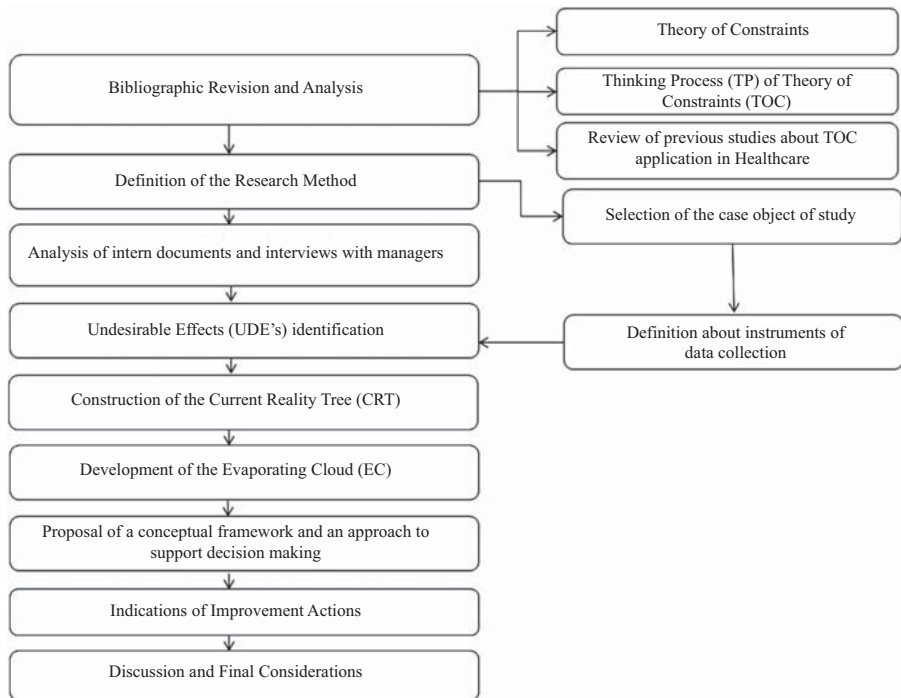 Theory of Constraints
Bibliographic Revision and Analysis
Thinking Process (TP) of Theory of
Constraints (TOC)
Review of previous studies about TOC
application in Healthcare
Definition of the Research Method
Selection of the case object of study
Analysis of intern documents and interviews with managers
Undesirable Effects (UDE's) identification
Definition about instruments of
data collection
Construction of the Current Reality Tree (CRT)
Development of the Evaporating Cloud (EC)
Proposal of a conceptual framework and an approach to
support decision making
Indications of Improvement Actions
Discussion and Final Considerations